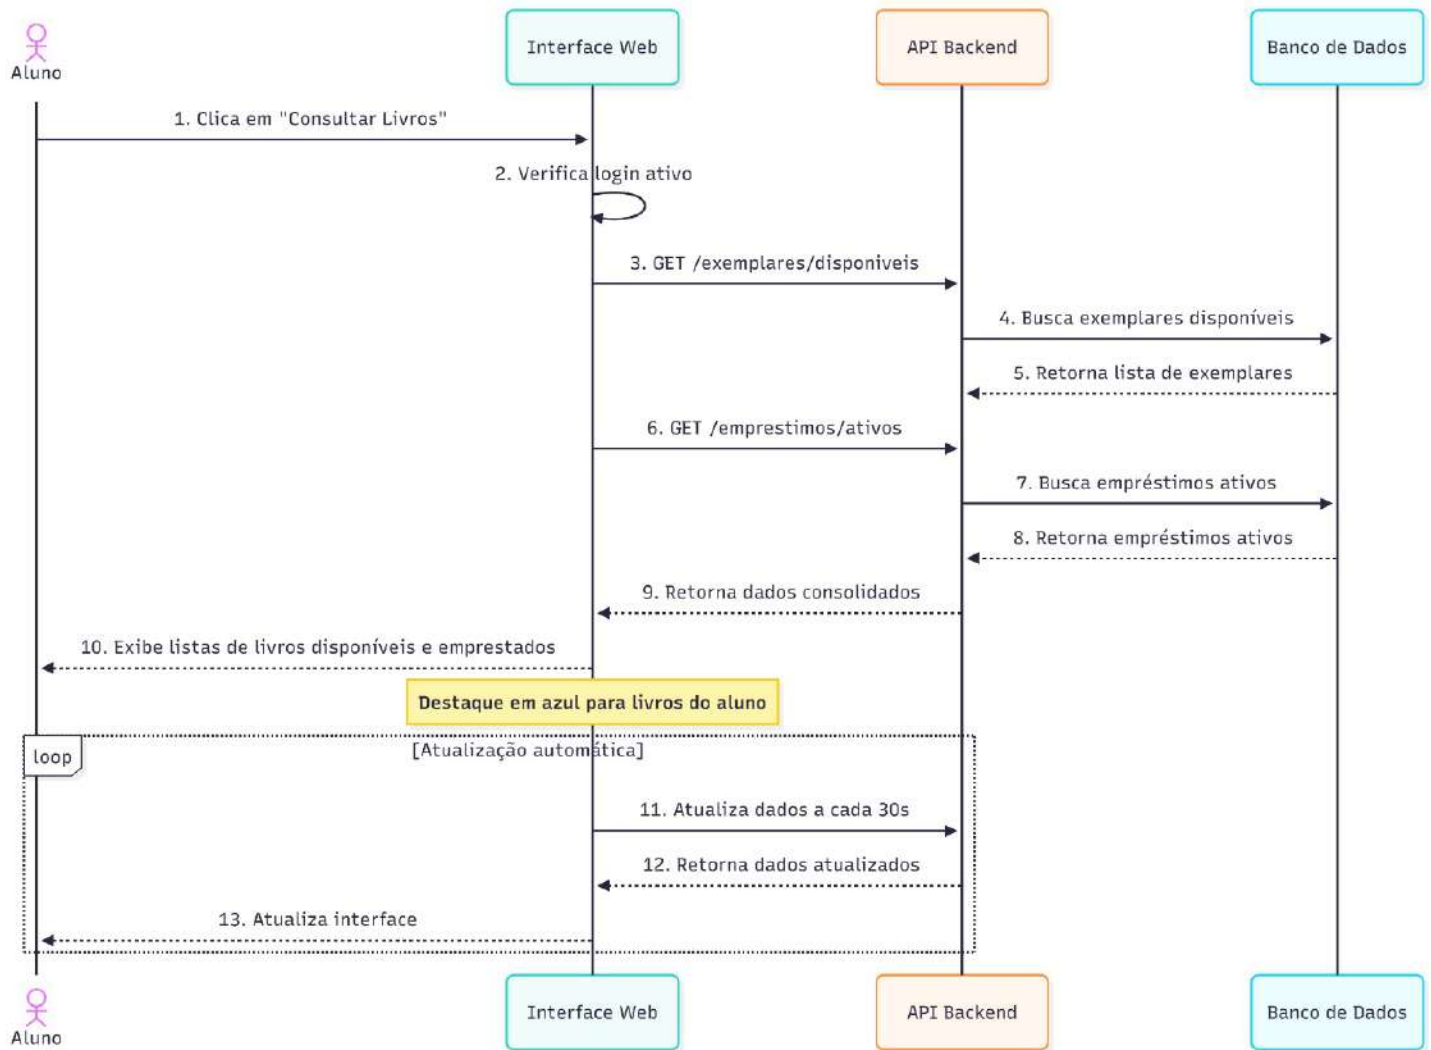 Aluno
Interface Web
API Backend
Banco de Dados
1. Clica em "Consultar Livros"
2. Verifica login ativo
3. GET /exemplares/disponiveis
4. Busca exemplares disponíveis
5. Retorna lista de exemplares
6. GET /emprestimos/ativos
7. Busca empréstimos ativos
8. Retorna empréstimos ativos
9. Retorna dados consolidados
10. Exibe listas de livros disponíveis e emprestados
Destaque em azul para livros do aluno
loop
[Atualização automática]
11. Atualiza dados a cada 30s
12. Retorna dados atualizados
13. Atualiza interface
Aluno
Interface Web
API Backend
Banco de Dados